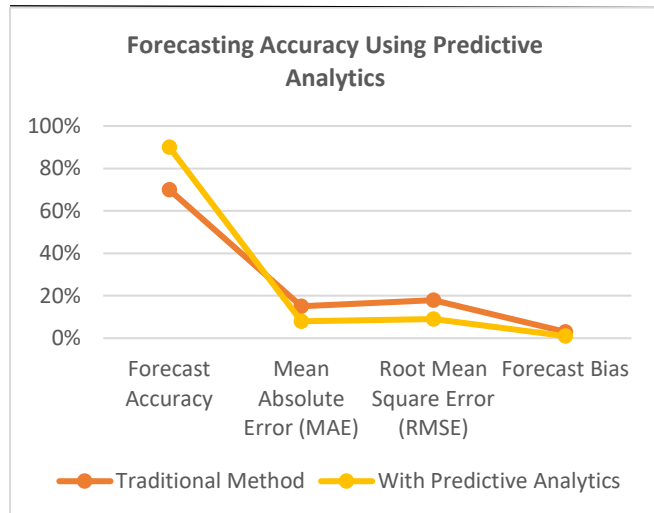 Forecasting Accuracy Using Predictive
Analytics
100%
80%
60%
40%
20%
0%
Forecast
Accuracy
Mean
Absolute
Error (MAE)
Root Mean
Square Error
(RMSE)
Forecast Bias
Traditional Method
With Predictive Analytics